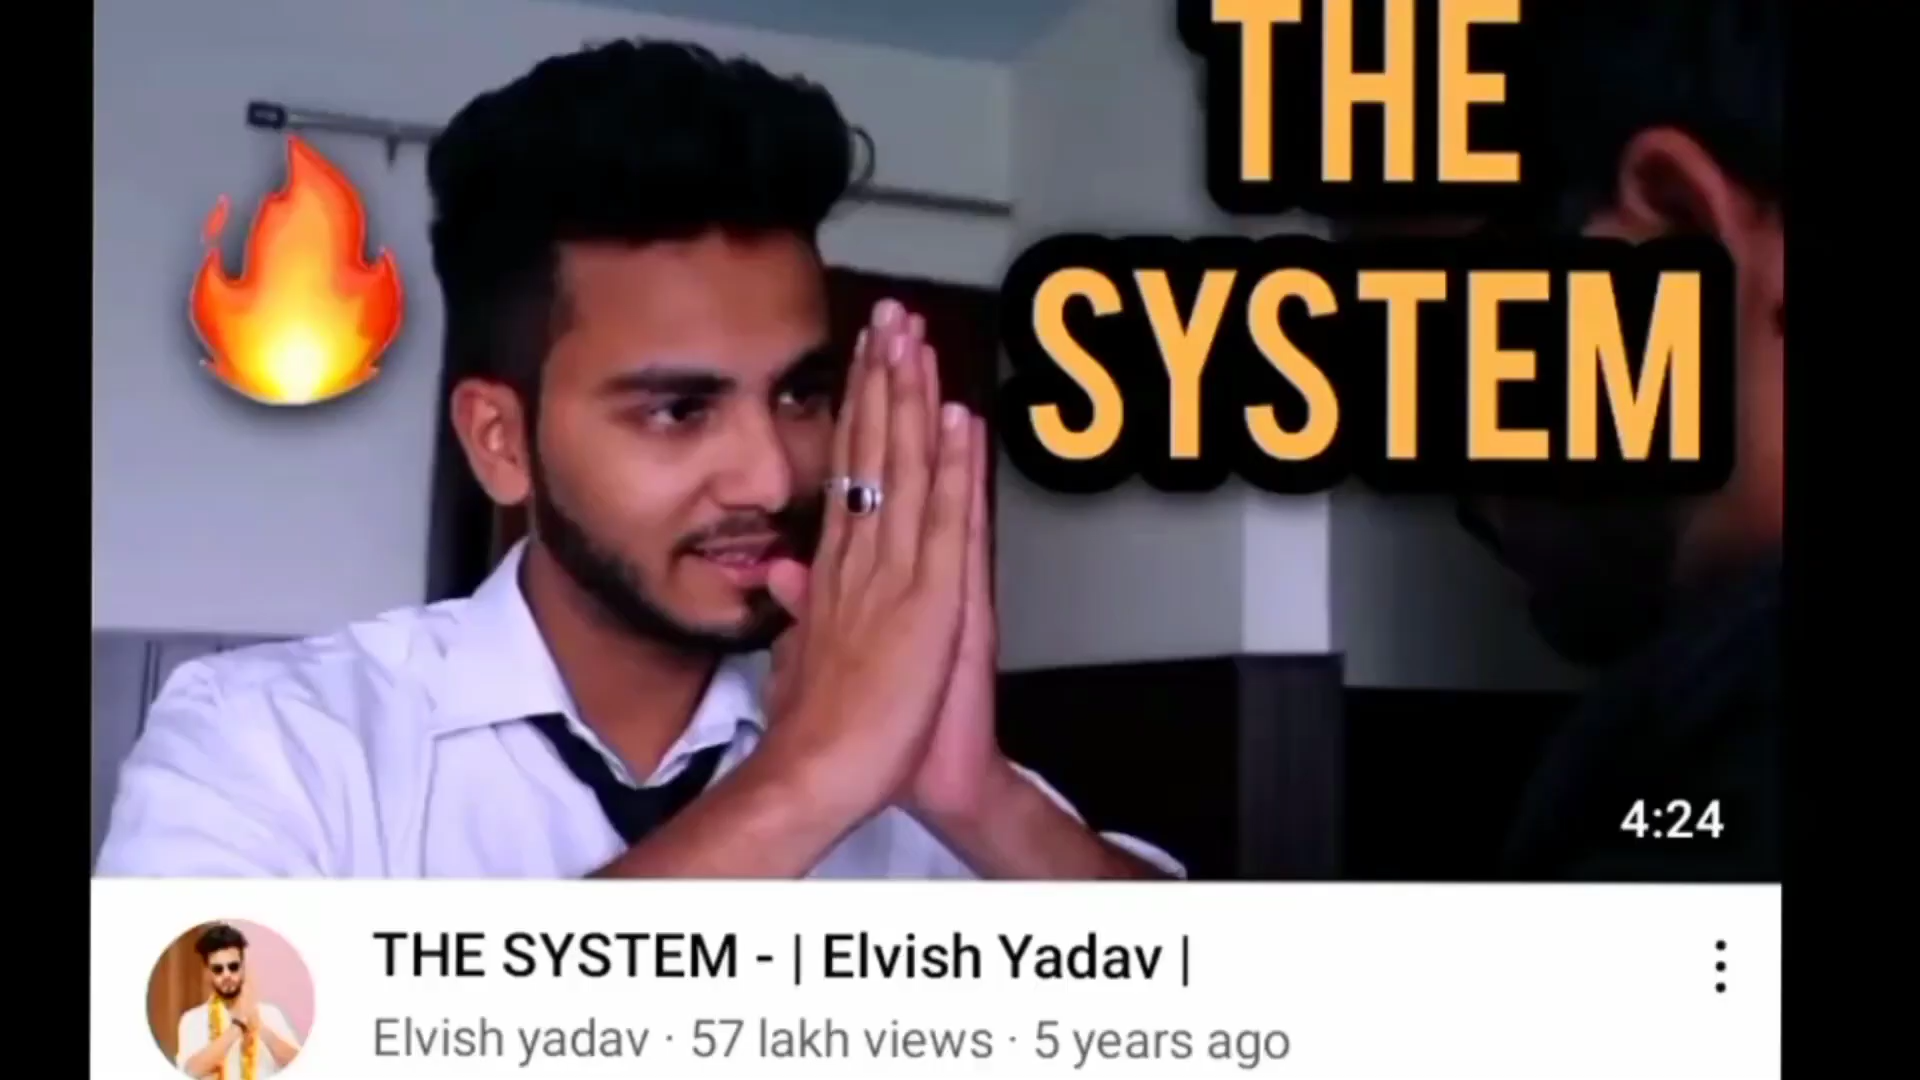 THE
SYSTEM
4:24
THE SYSTEM - | Elvish Yadav |
Elvish yadav · 57 lakh views · 5 years ago